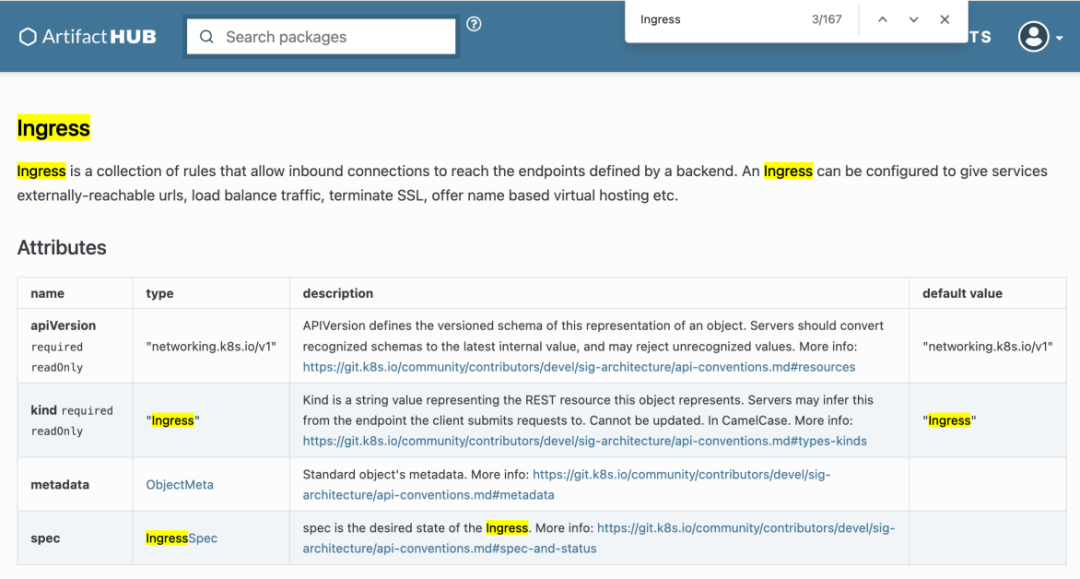 ArtifactHUB
Search packages
Ingress 3/167
TS
Ingress
Ingress is a collection of rules that allow inbound connections to reach the endpoints defined by a backend. An Ingress can be configured to give services
externally-reachable urls, load balance traffic, terminate SSL, offer name based virtual hosting etc.
Attributes
name type description default value
apiVersion
required
readOnly
"networking.k8s.io/v1"
APIVersion defines the versioned schema of this representation of an object. Servers should convert
recognized schemas to the latest internal value, and may reject unrecognized values. More info:
https://git.k8s.io/community/contributors/devel/sig-architecture/api-conventions.md#resources
"networking.k8s.io/v1"
kind required
readOnly
"Ingress"
Kind is a string value representing the REST resource this object represents. Servers may infer this
from the endpoint the client submits requests to. Cannot be updated. In CamelCase. More info:
https://git.k8s.io/community/contributors/devel/sig-architecture/api-conventions.md#types-kinds
"Ingress"
metadata
ObjectMeta
Standard object's metadata. More info: https://git.k8s.io/community/contributors/devel/sig-
architecture/api-conventions.md#metadata
spec
IngressSpec
spec is the desired state of the Ingress. More info: https://git.k8s.io/community/contributors/devel/sig-
architecture/api-conventions.md#spec-and-status